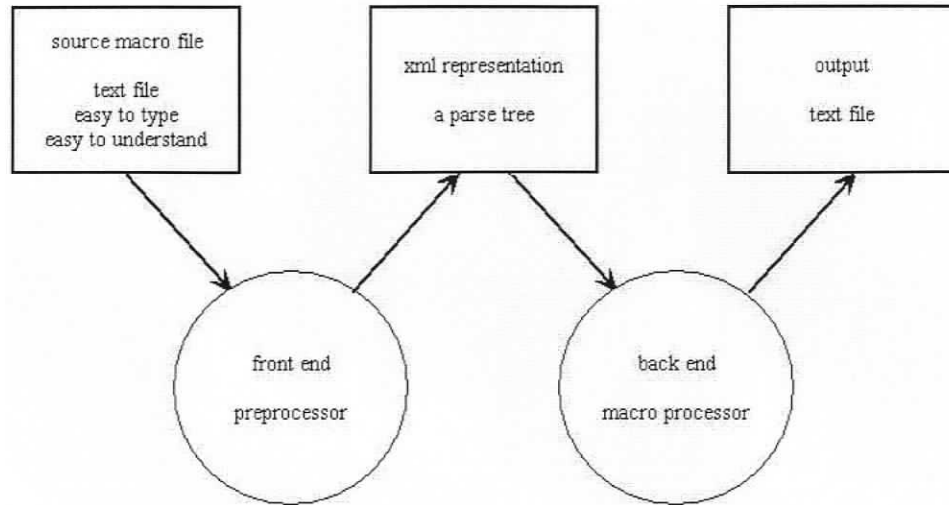 source macro file
text file
easy to type
easy to understand
xml representation
a parse tree
output
text file
front end
preprocessor
back end
macro processor